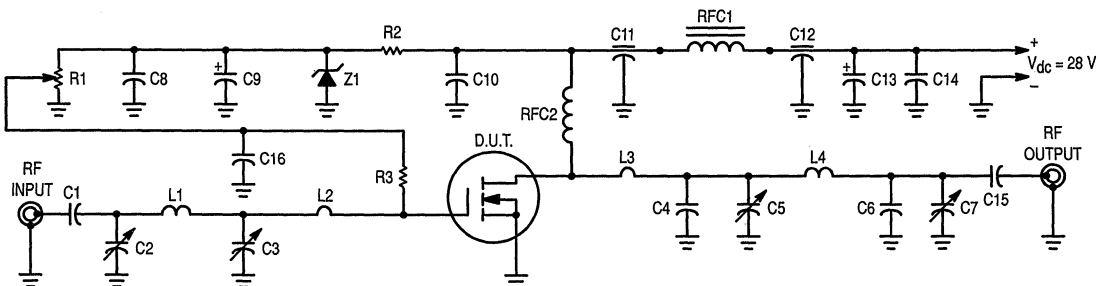 RFC1
R2
C11
C12
+
R1
C8
+
C9
Z1
C10
+
C13
C14
V_dc = 28 V
–
RFC2
D.U.T.
C16
R3
RF
INPUT
C1
L1
L2
L3
L4
RF
OUTPUT
C2
C3
C4
C5
C6
C7
C15